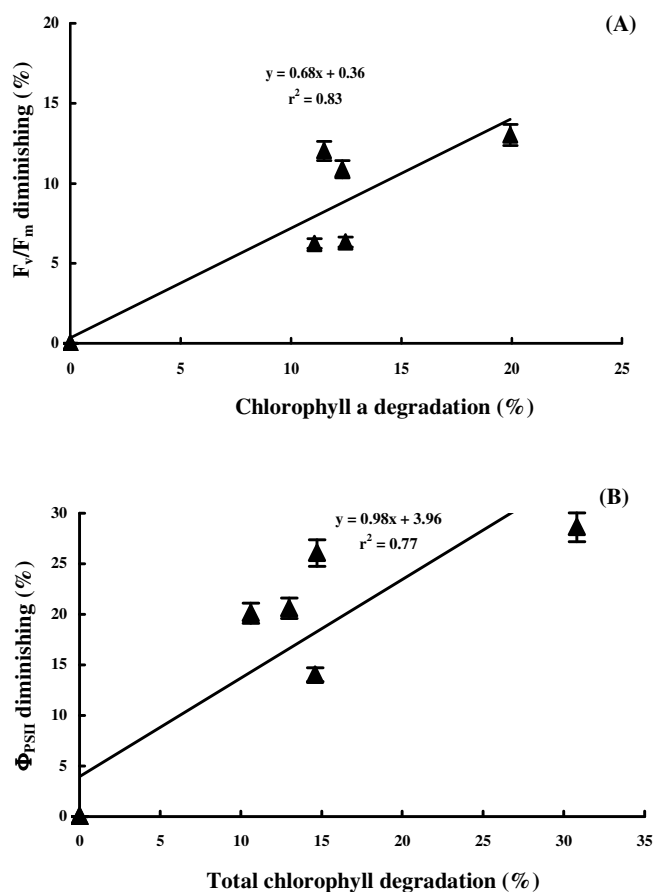 (A)
y = 0.68x + 0.36
r² = 0.83
Fᵥ/Fₘ diminishing (%)
20
15
10
5
0
0 5 10 15 20 25
Chlorophyll a degradation (%)
(B)
y = 0.98x + 3.96
r² = 0.77
Φ_PSII diminishing (%)
30
25
20
15
10
5
0
0 5 10 15 20 25 30 35
Total chlorophyll degradation (%)